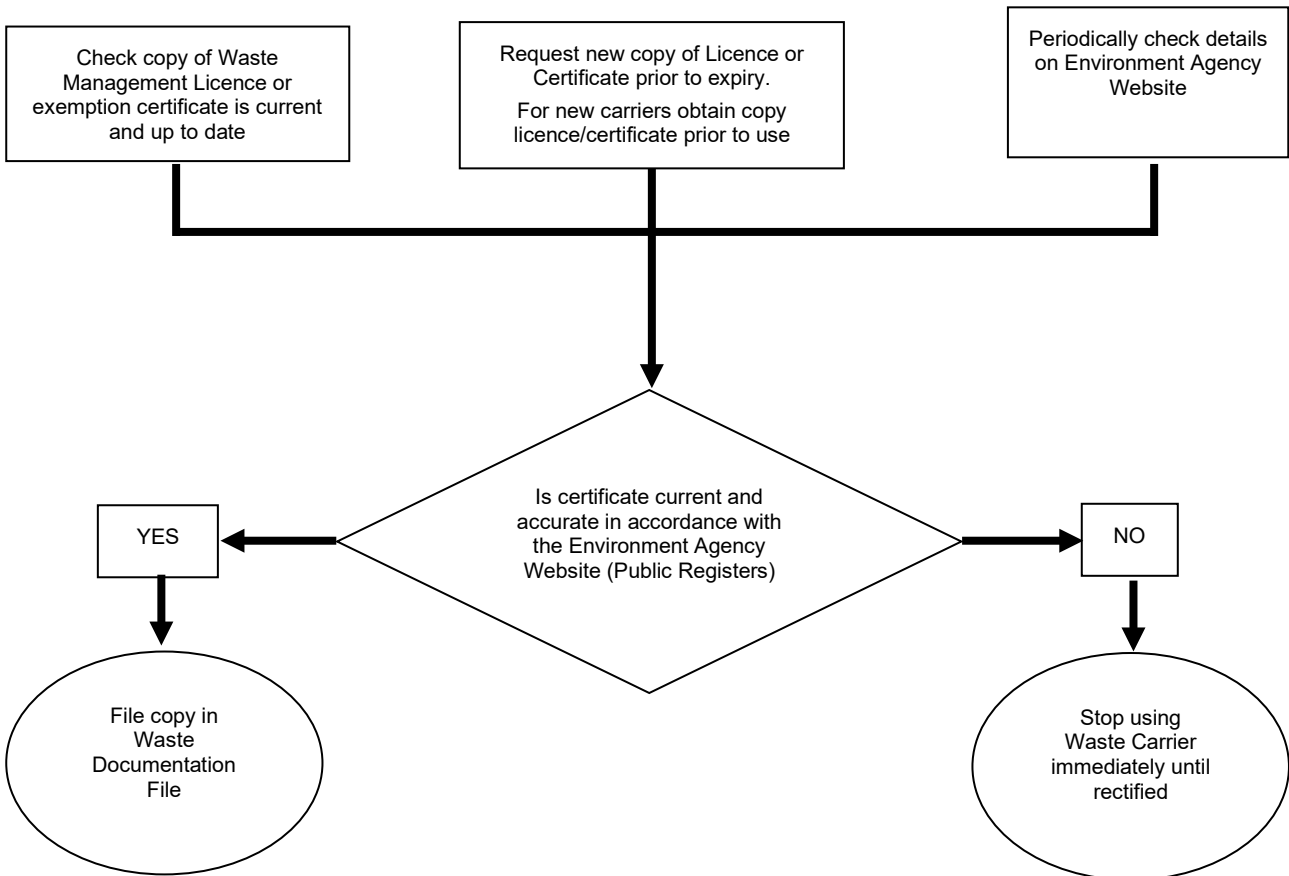 Check copy of Waste
Management Licence or
exemption certificate is current
and up to date
Request new copy of Licence or
Certificate prior to expiry.
For new carriers obtain copy
licence/certificate prior to use
Periodically check details
on Environment Agency
Website
Is certificate current and
accurate in accordance with
the Environment Agency
Website (Public Registers)
YES
NO
File copy in
Waste
Documentation
File
Stop using
Waste Carrier
immediately until
rectified